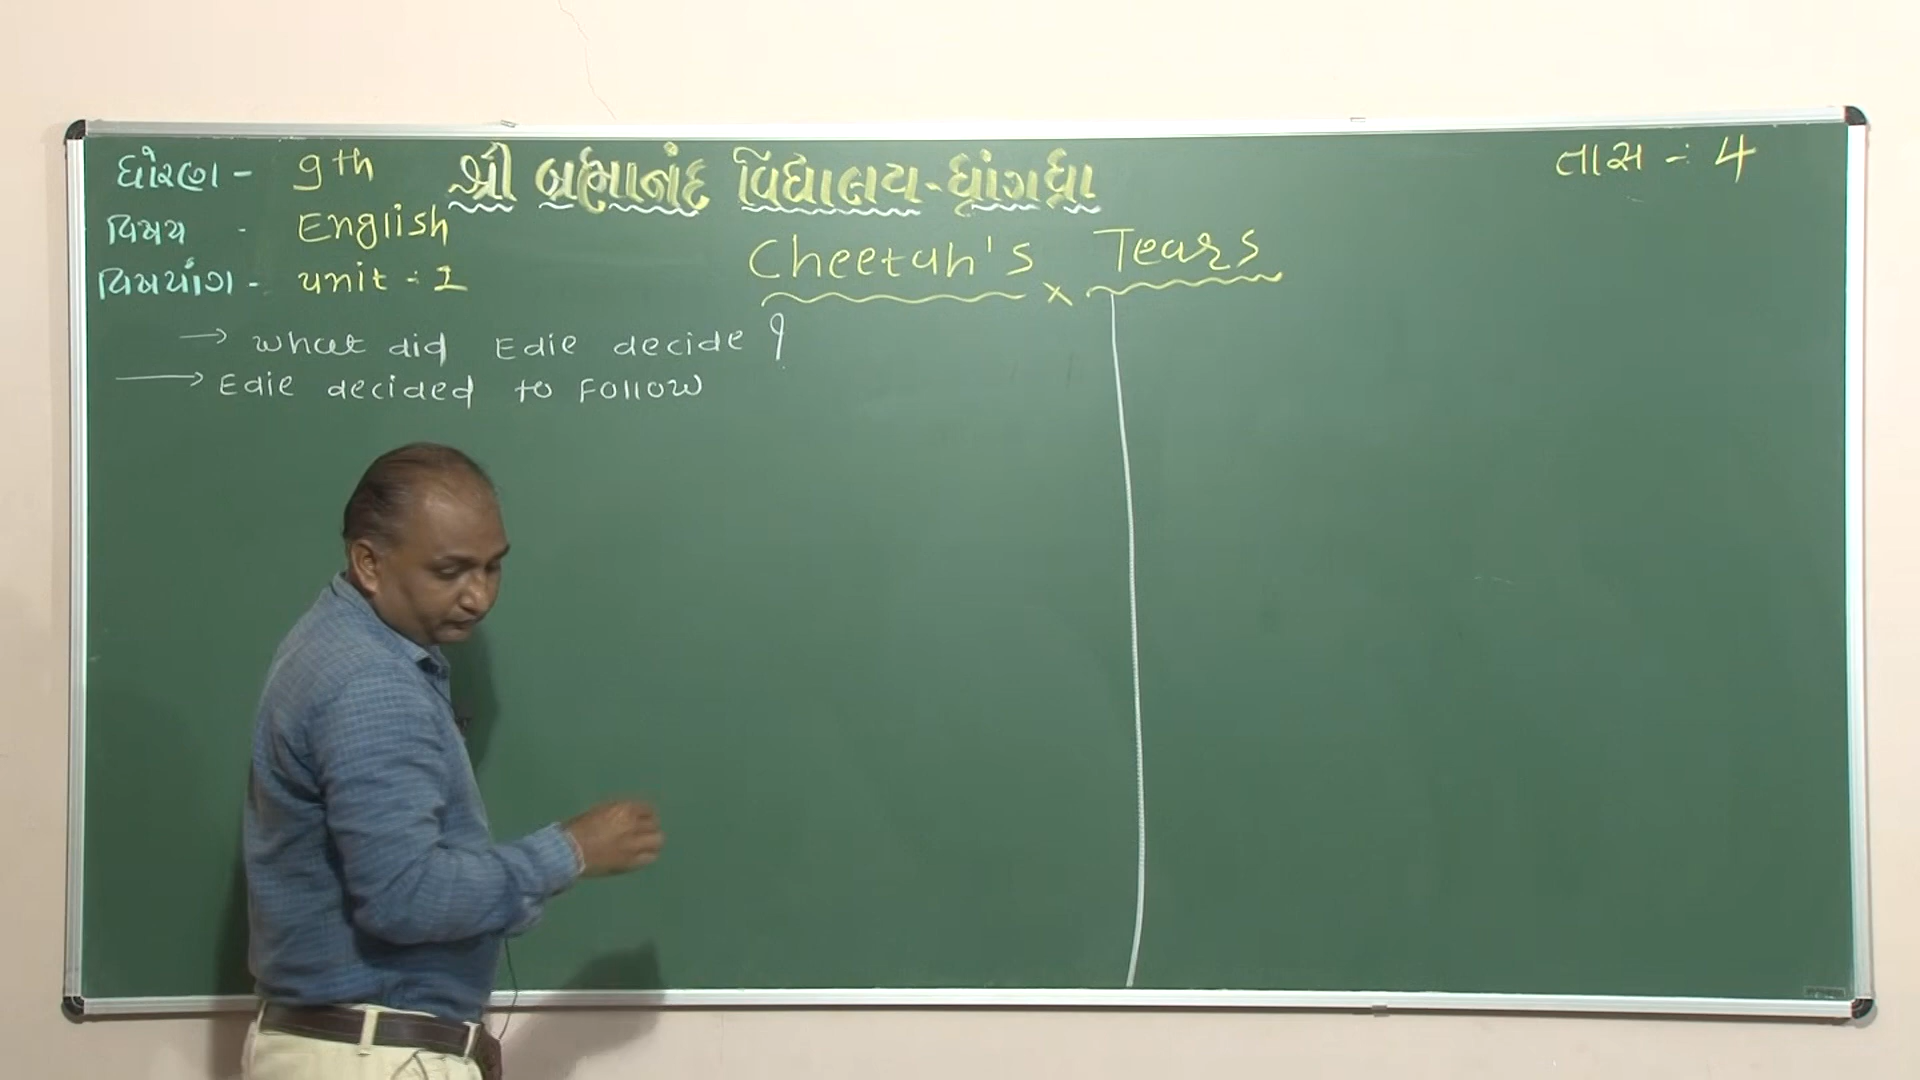 ધોરણ - 9th
શ્રી બ્રહ્માનંદ વિદ્યાલય - ધ્રાંગધ્રા
તાસ - 4
વિષય - English
Cheetah's Tears
વિષયાંગ - unit : 1
→ What did Edie decide ?
→ Edie decided to Follow